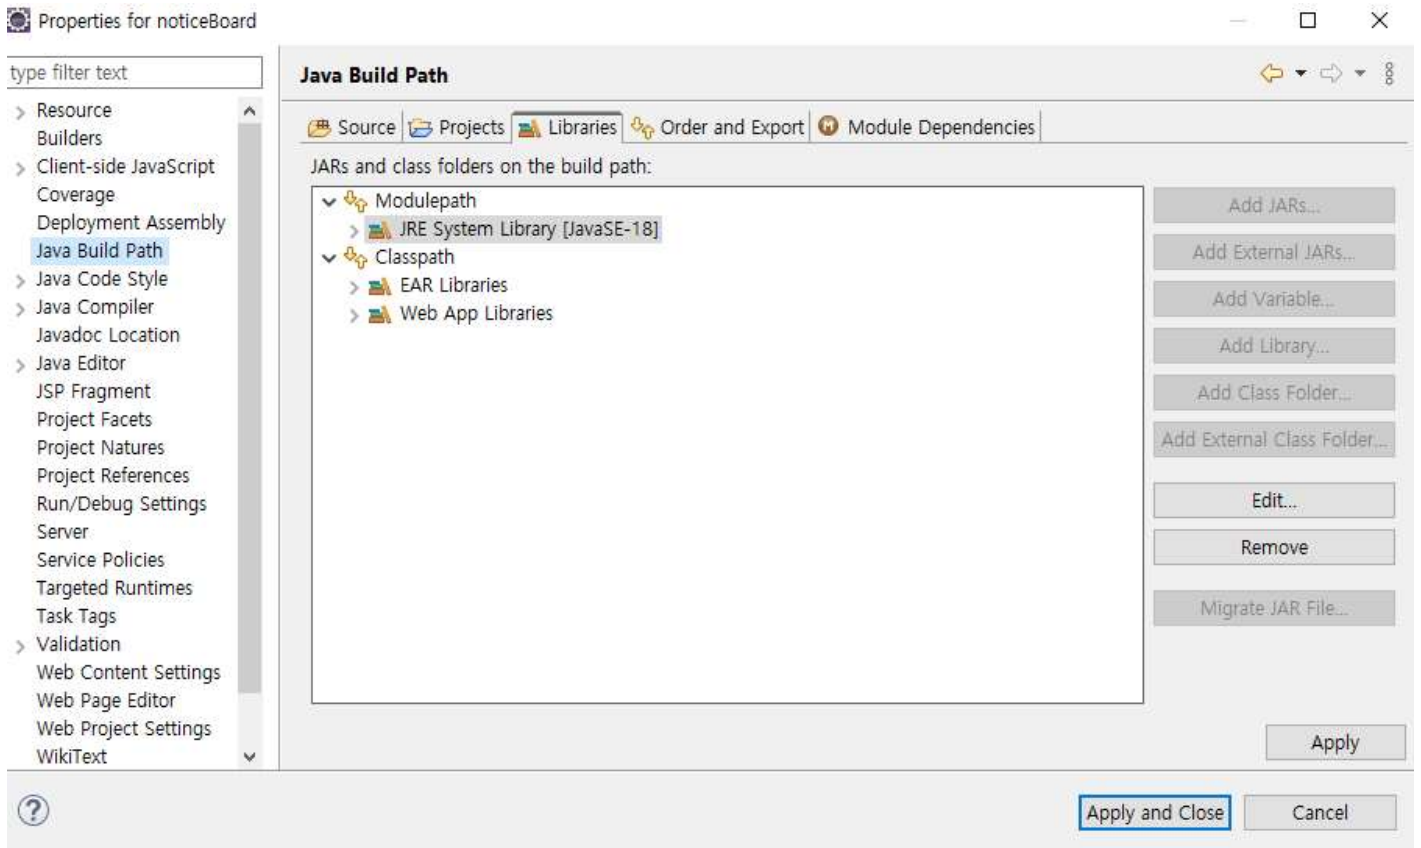 Properties for noticeBoard
type filter text
Resource
Builders
Client-side JavaScript
Coverage
Deployment Assembly
Java Build Path
Java Code Style
Java Compiler
Javadoc Location
Java Editor
JSP Fragment
Project Facets
Project Natures
Project References
Run/Debug Settings
Server
Service Policies
Targeted Runtimes
Task Tags
Validation
Web Content Settings
Web Page Editor
Web Project Settings
WikiText
Java Build Path
Source Projects Libraries Order and Export Module Dependencies
JARs and class folders on the build path:
Modulepath
JRE System Library [JavaSE-18]
Classpath
EAR Libraries
Web App Libraries
Add JARs...
Add External JARs...
Add Variable...
Add Library...
Add Class Folder...
Add External Class Folder...
Edit...
Remove
Migrate JAR File...
Apply
Apply and Close Cancel